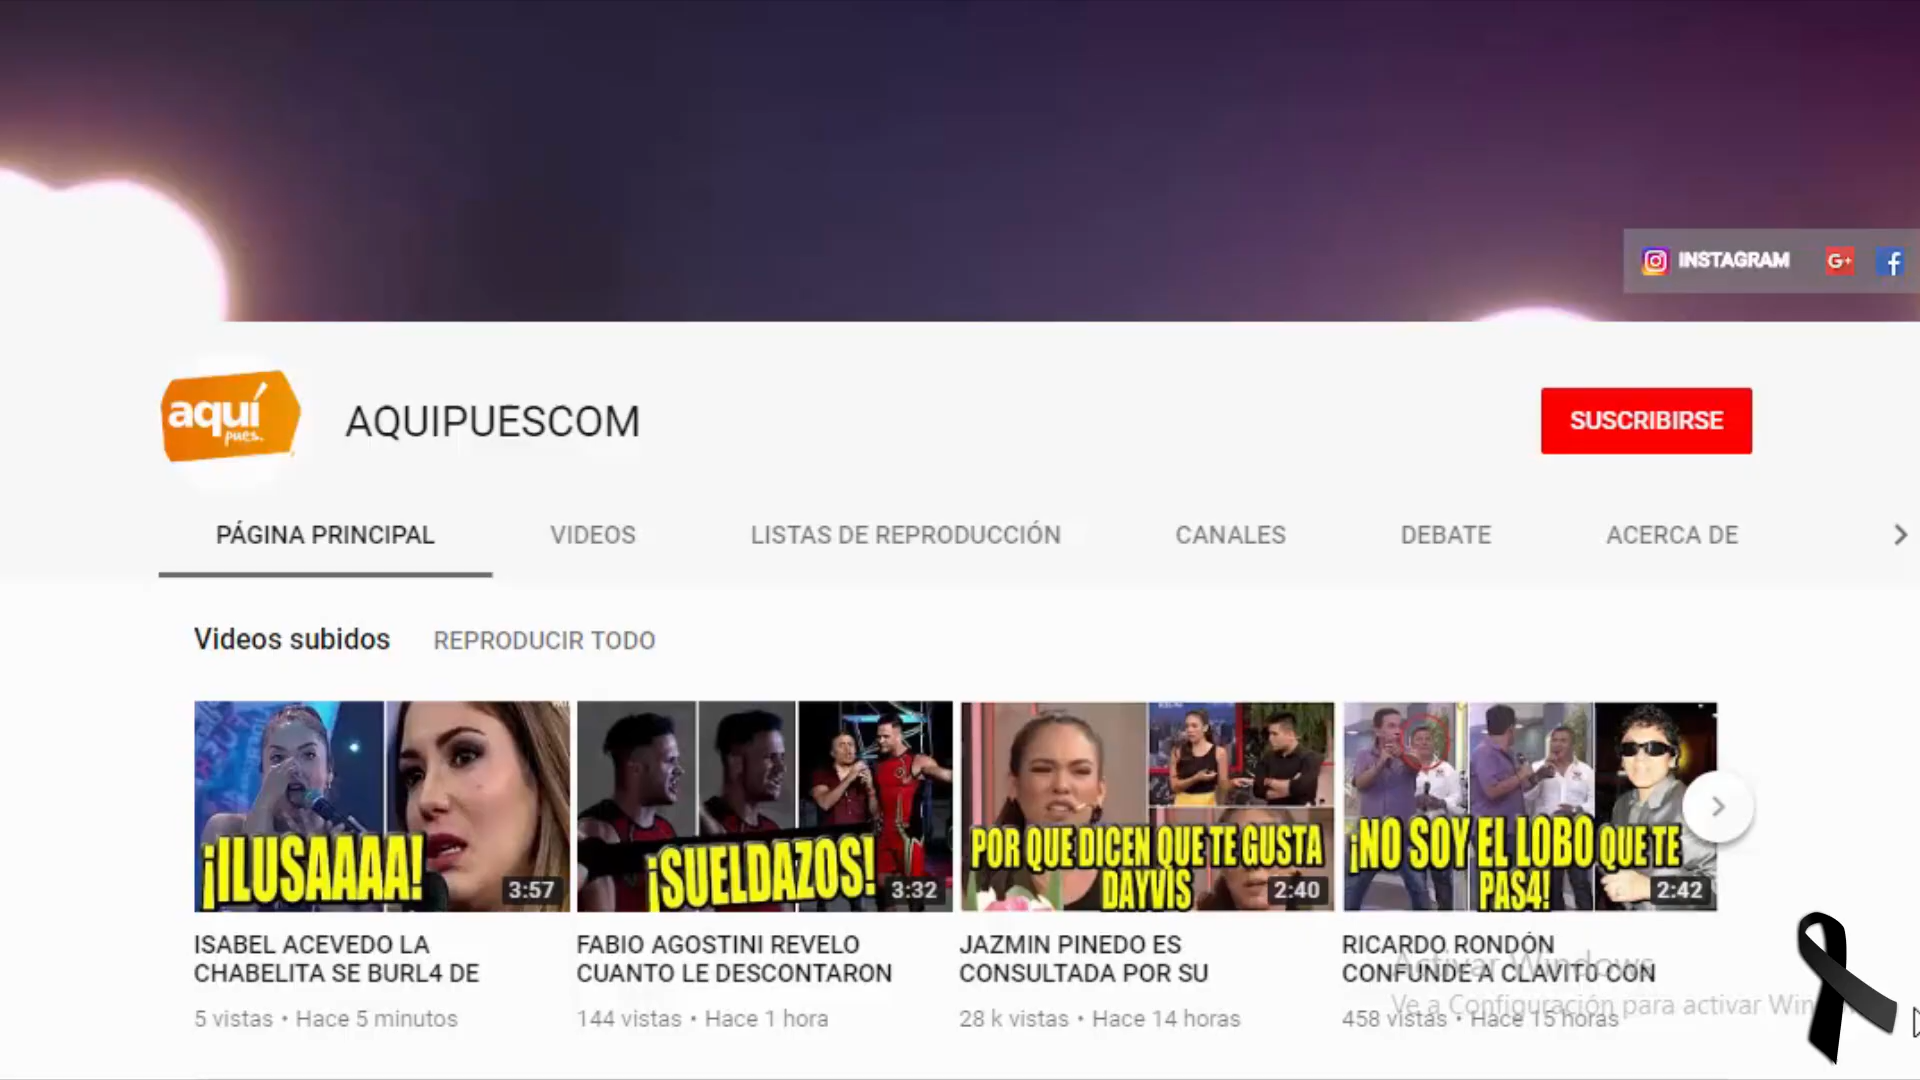 INSTAGRAM
G+
f
aquí
pues.
AQUIPUESCOM
SUSCRIBIRSE
PÁGINA PRINCIPAL
VIDEOS
LISTAS DE REPRODUCCIÓN
CANALES
DEBATE
ACERCA DE
Videos subidos
REPRODUCIR TODO
¡ILUSAAAA!
3:57
¡SUELDAZOS!
3:32
POR QUE DICEN QUE TE GUSTA
DAYVIS
2:40
¡NO SOY EL LOBO QUE TE
PAS4!
2:42
ISABEL ACEVEDO LA
CHABELITA SE BURL4 DE
5 vistas • Hace 5 minutos
FABIO AGOSTINI REVELO
CUANTO LE DESCONTARON
144 vistas • Hace 1 hora
JAZMIN PINEDO ES
CONSULTADA POR SU
28 k vistas • Hace 14 horas
RICARDO RONDÓN
CONFUNDE A CLAVIT0 CON
458 vistas • Hace 15 horas
Activar Windows
Ve a Configuración para activar Win